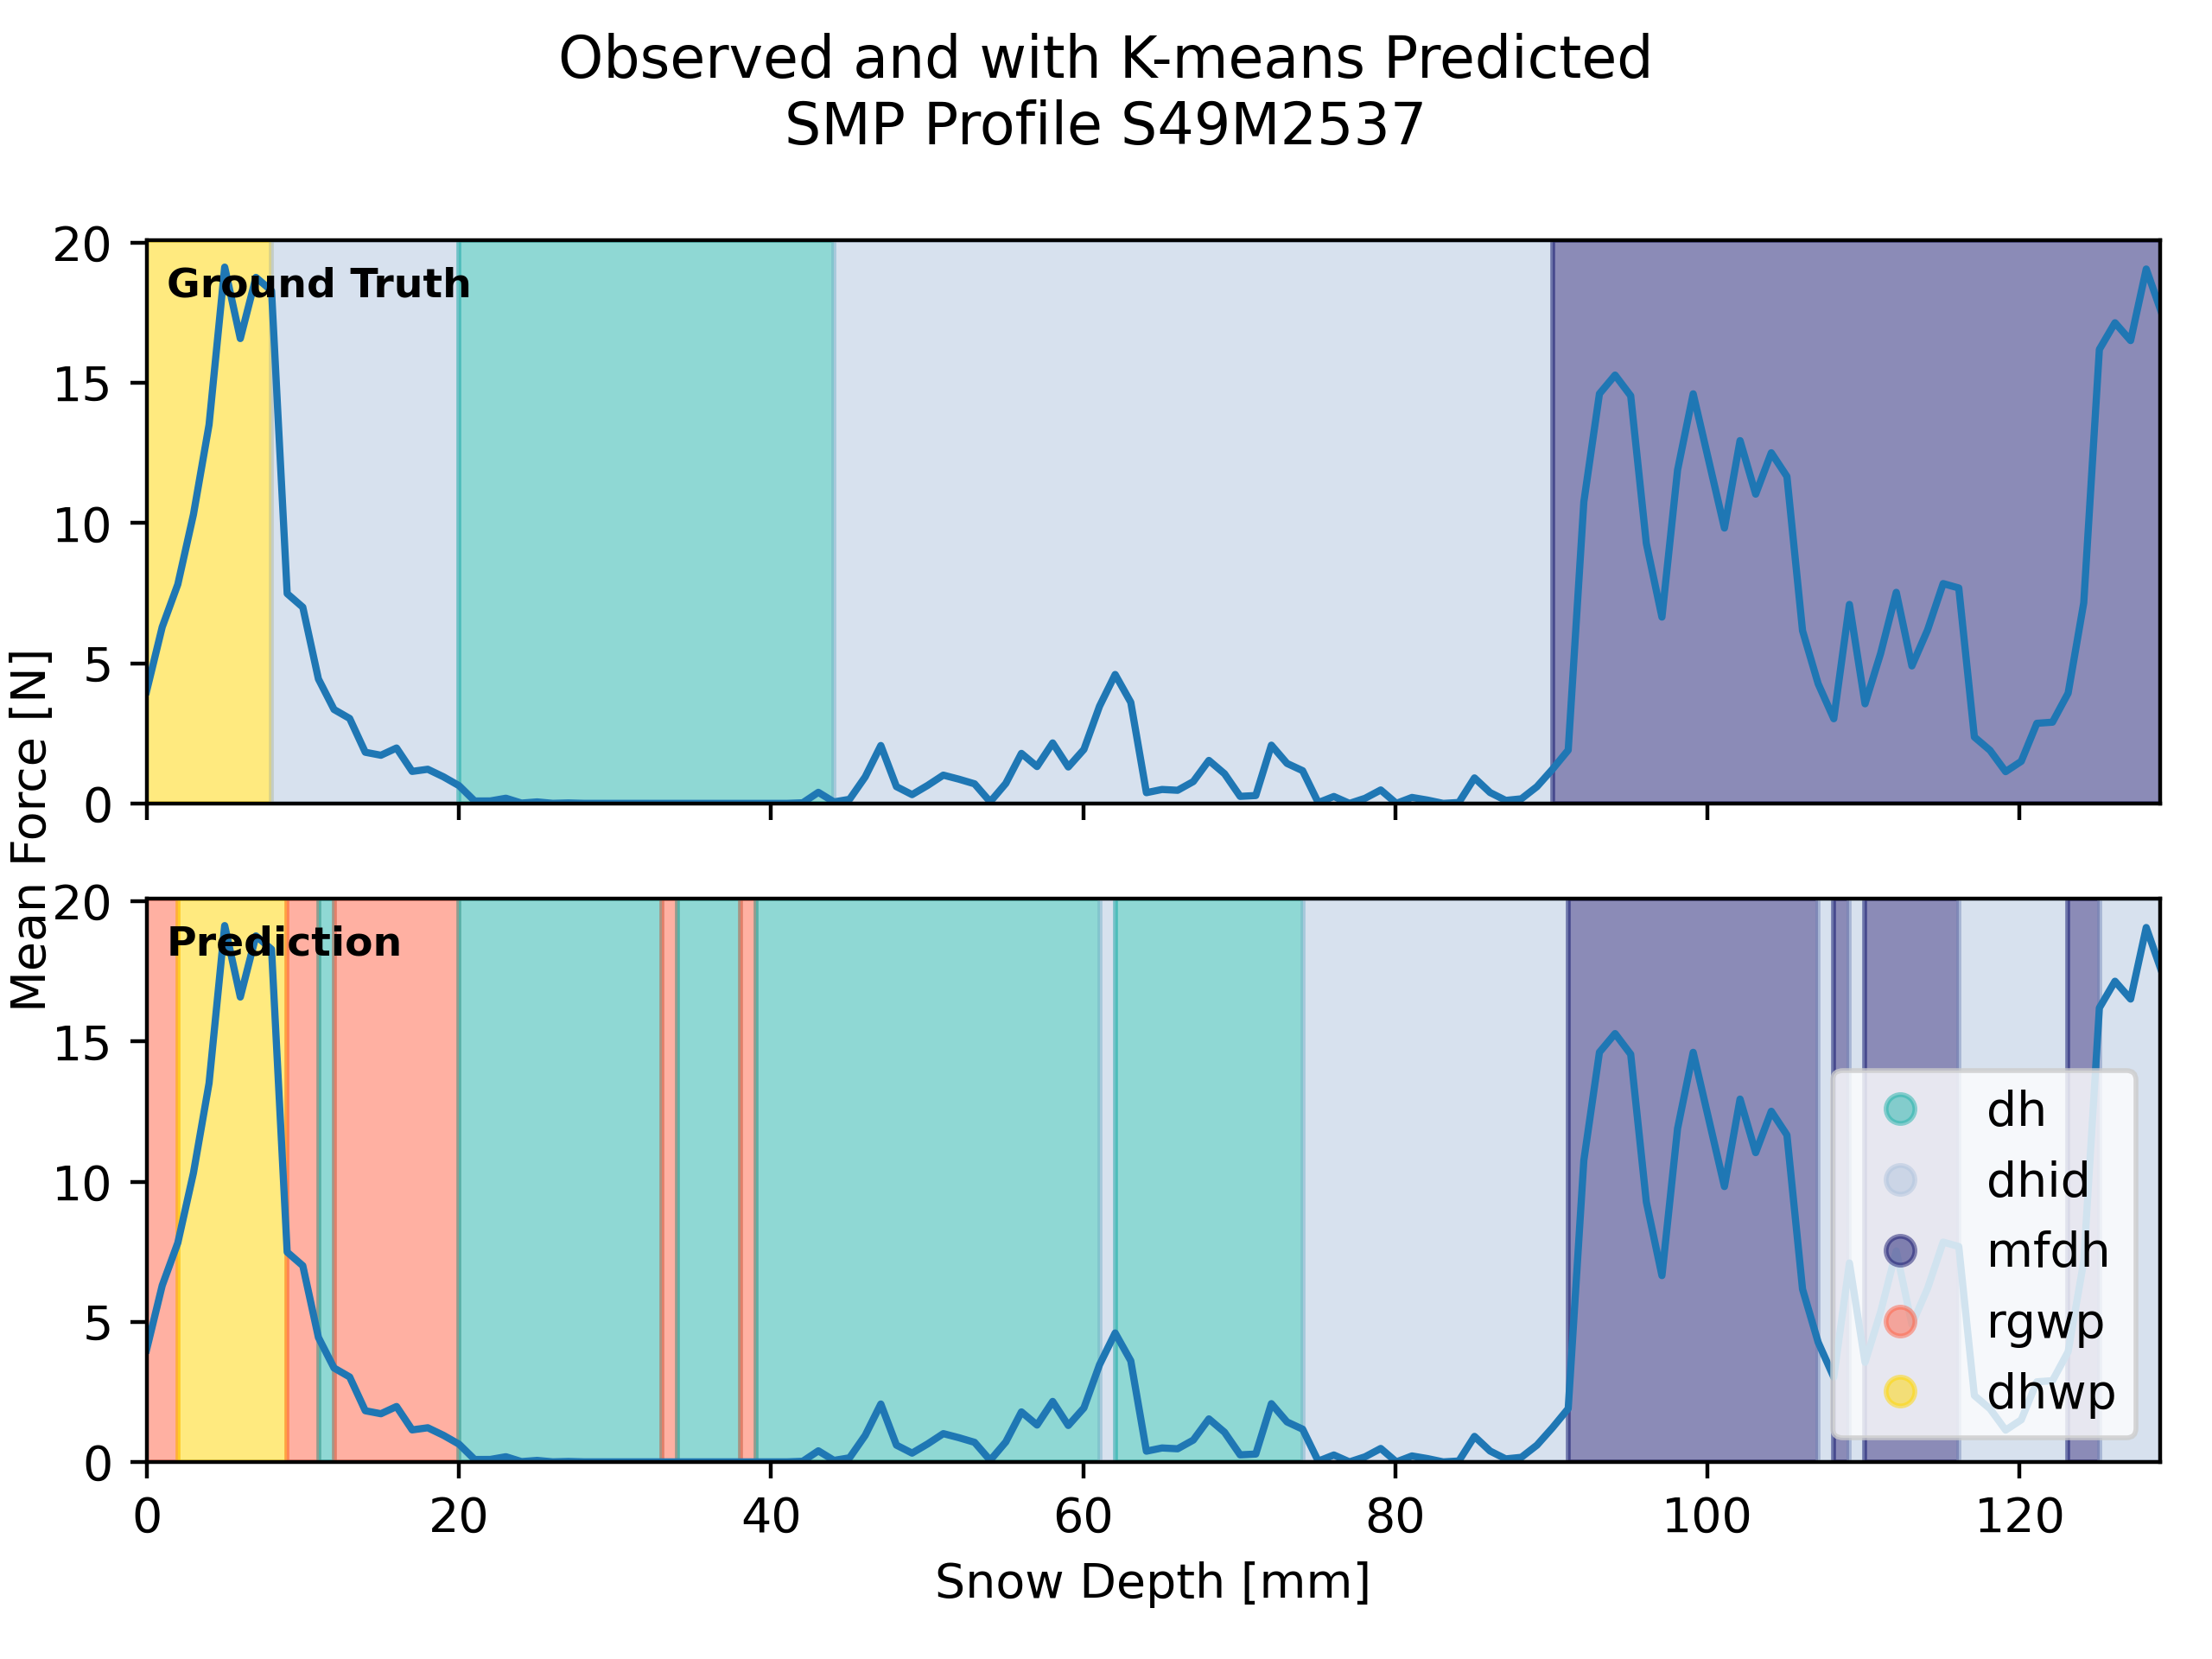 Observed and with K-means Predicted
SMP Profile S49M2537
20
Ground Truth
15
10
5
0
Mean Force [N]
20
Prediction
15
10
5
0
dh
dhid
mfdh
rgwp
dhwp
0 20 40 60 80 100 120
Snow Depth [mm]